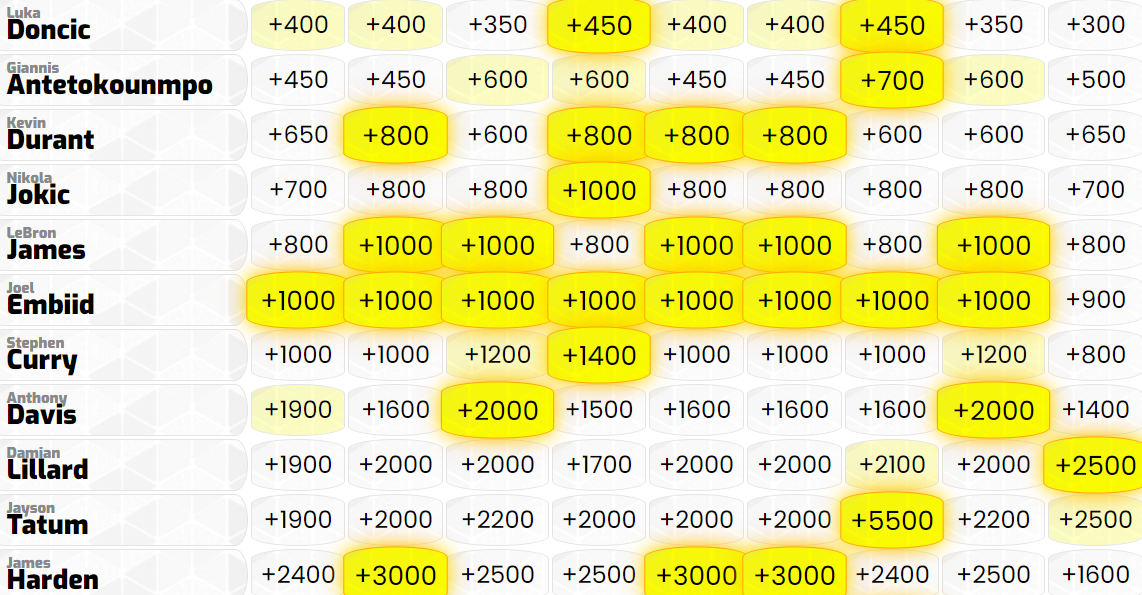 Luka
Doncic +400 +400 +350 +450 +400 +400 +450 +350 +300
Giannis
Antetokounmpo +450 +450 +600 +600 +450 +450 +700 +600 +500
Kevin
Durant +650 +800 +600 +800 +800 +800 +600 +600 +650
Nikola
Jokic +700 +800 +800 +1000 +800 +800 +800 +800 +700
LeBron
James +800 +1000 +1000 +800 +1000 +1000 +800 +1000 +800
Joel
Embiid +1000 +1000 +1000 +1000 +1000 +1000 +1000 +1000 +900
Stephen
Curry +1000 +1000 +1200 +1400 +1000 +1000 +1000 +1200 +800
Anthony
Davis +1900 +1600 +2000 +1500 +1600 +1600 +1600 +2000 +1400
Damian
Lillard +1900 +2000 +2000 +1700 +2000 +2000 +2100 +2000 +2500
Jayson
Tatum +1900 +2000 +2200 +2000 +2000 +2000 +5500 +2200 +2500
James
Harden +2400 +3000 +2500 +2500 +3000 +3000 +2400 +2500 +1600